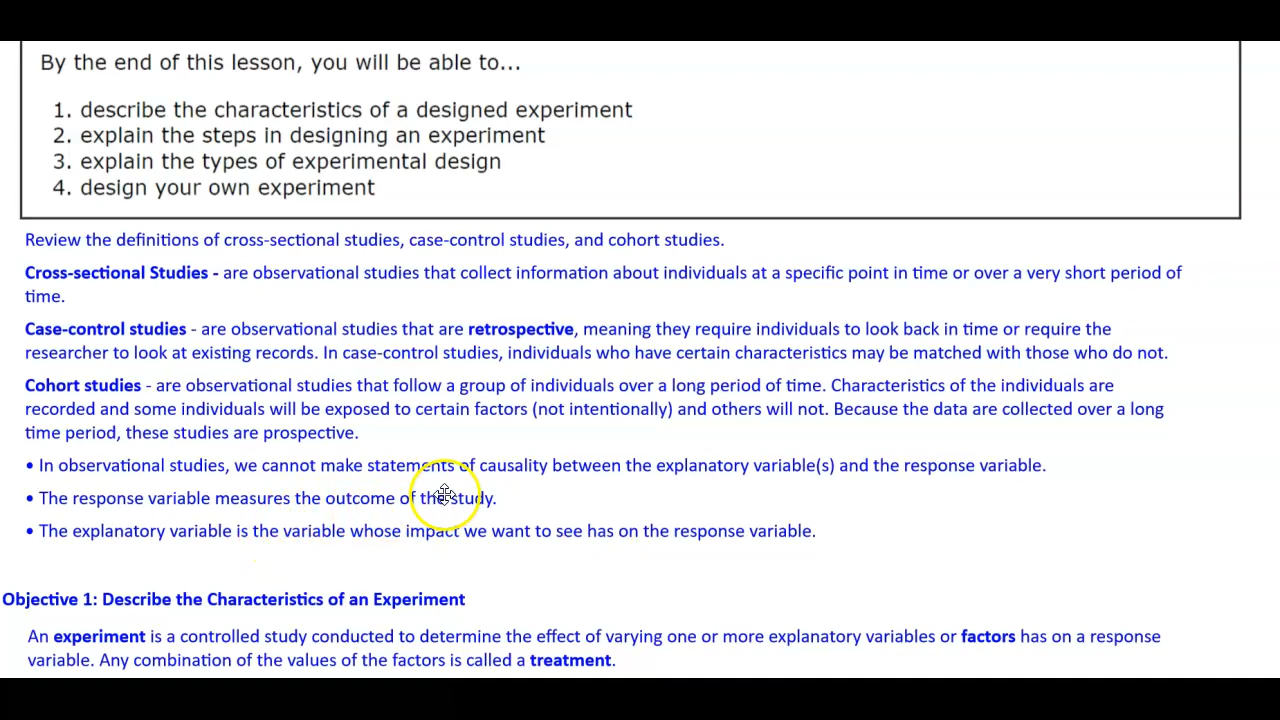 By the end of this lesson, you will be able to...
1. describe the characteristics of a designed experiment
2. explain the steps in designing an experiment
3. explain the types of experimental design
4. design your own experiment
Review the definitions of cross-sectional studies, case-control studies, and cohort studies.
Cross-sectional Studies - are observational studies that collect information about individuals at a specific point in time or over a very short period of
time.
Case-control studies - are observational studies that are retrospective, meaning they require individuals to look back in time or require the
researcher to look at existing records. In case-control studies, individuals who have certain characteristics may be matched with those who do not.
Cohort studies - are observational studies that follow a group of individuals over a long period of time. Characteristics of the individuals are
recorded and some individuals will be exposed to certain factors (not intentionally) and others will not. Because the data are collected over a long
time period, these studies are prospective.
• In observational studies, we cannot make statements of causality between the explanatory variable(s) and the response variable.
• The response variable measures the outcome of the study.
• The explanatory variable is the variable whose impact we want to see has on the response variable.
Objective 1: Describe the Characteristics of an Experiment
An experiment is a controlled study conducted to determine the effect of varying one or more explanatory variables or factors has on a response
variable. Any combination of the values of the factors is called a treatment.